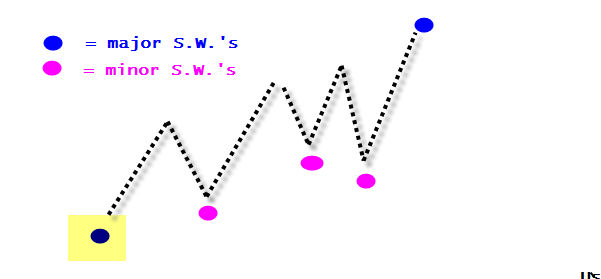 = major S.W.'s
= minor S.W.'s